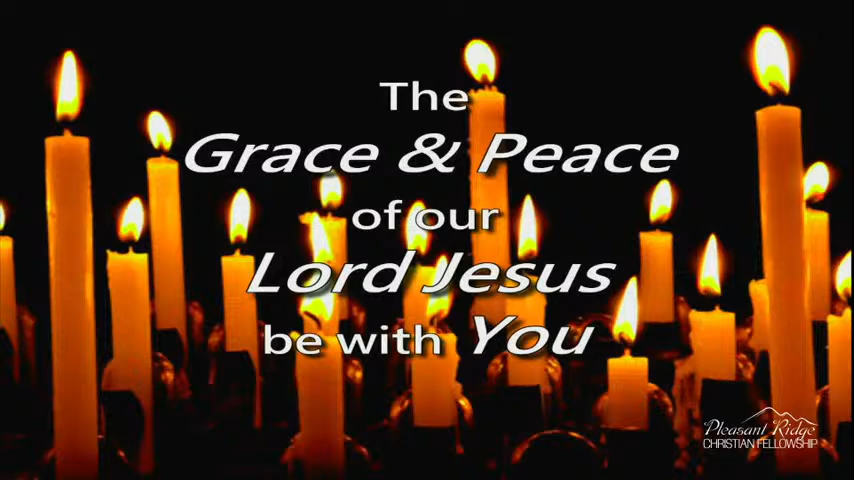 The
Grace & Peace
of our
Lord Jesus
be with You
Pleasant Ridge
CHRISTIAN FELLOWSHIP